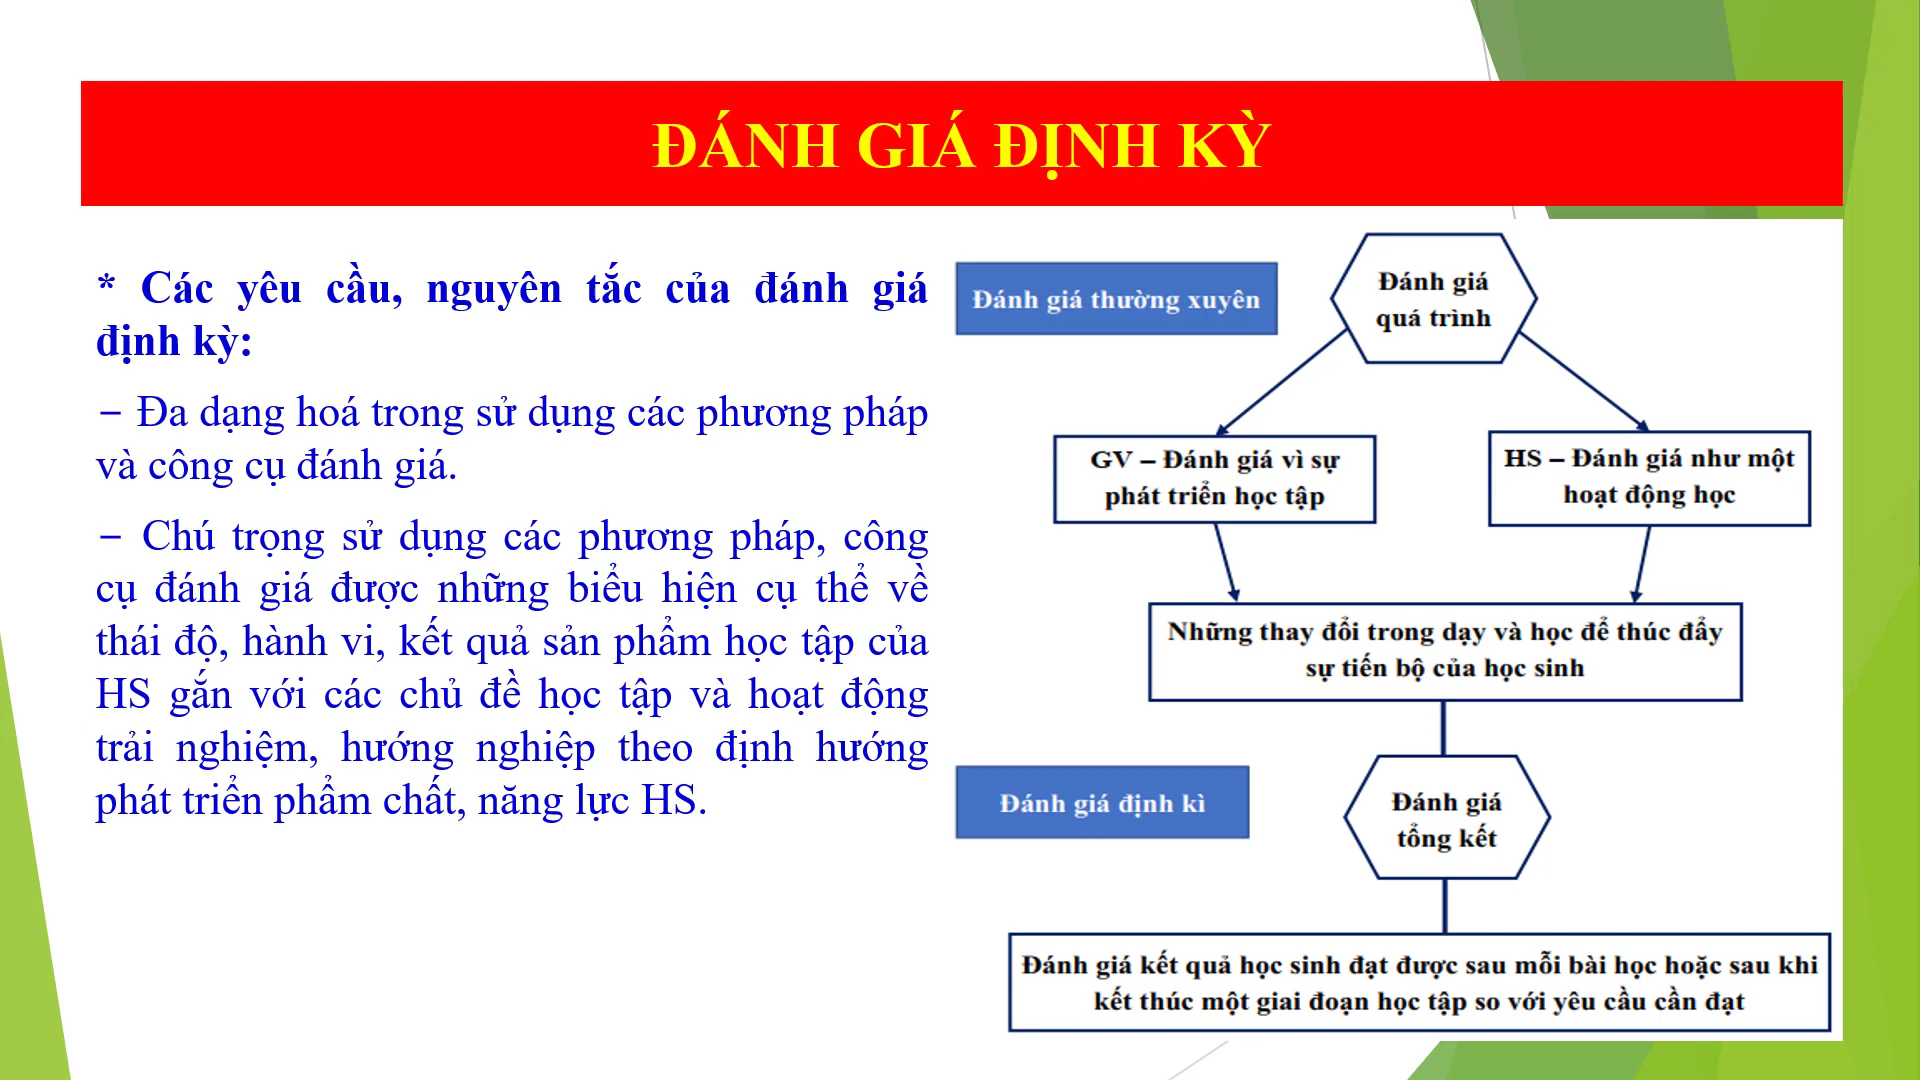 ĐÁNH GIÁ ĐỊNH KỲ
* Các yêu cầu, nguyên tắc của đánh giá
định kỳ:
− Đa dạng hoá trong sử dụng các phương pháp
và công cụ đánh giá.
− Chú trọng sử dụng các phương pháp, công
cụ đánh giá được những biểu hiện cụ thể về
thái độ, hành vi, kết quả sản phẩm học tập của
HS gắn với các chủ đề học tập và hoạt động
trải nghiệm, hướng nghiệp theo định hướng
phát triển phẩm chất, năng lực HS.
Đánh giá thường xuyên
Đánh giá
quá trình
GV – Đánh giá vì sự
phát triển học tập
HS – Đánh giá như một
hoạt động học
Những thay đổi trong dạy và học để thúc đẩy
sự tiến bộ của học sinh
Đánh giá định kì
Đánh giá
tổng kết
Đánh giá kết quả học sinh đạt được sau mỗi bài học hoặc sau khi
kết thúc một giai đoạn học tập so với yêu cầu cần đạt